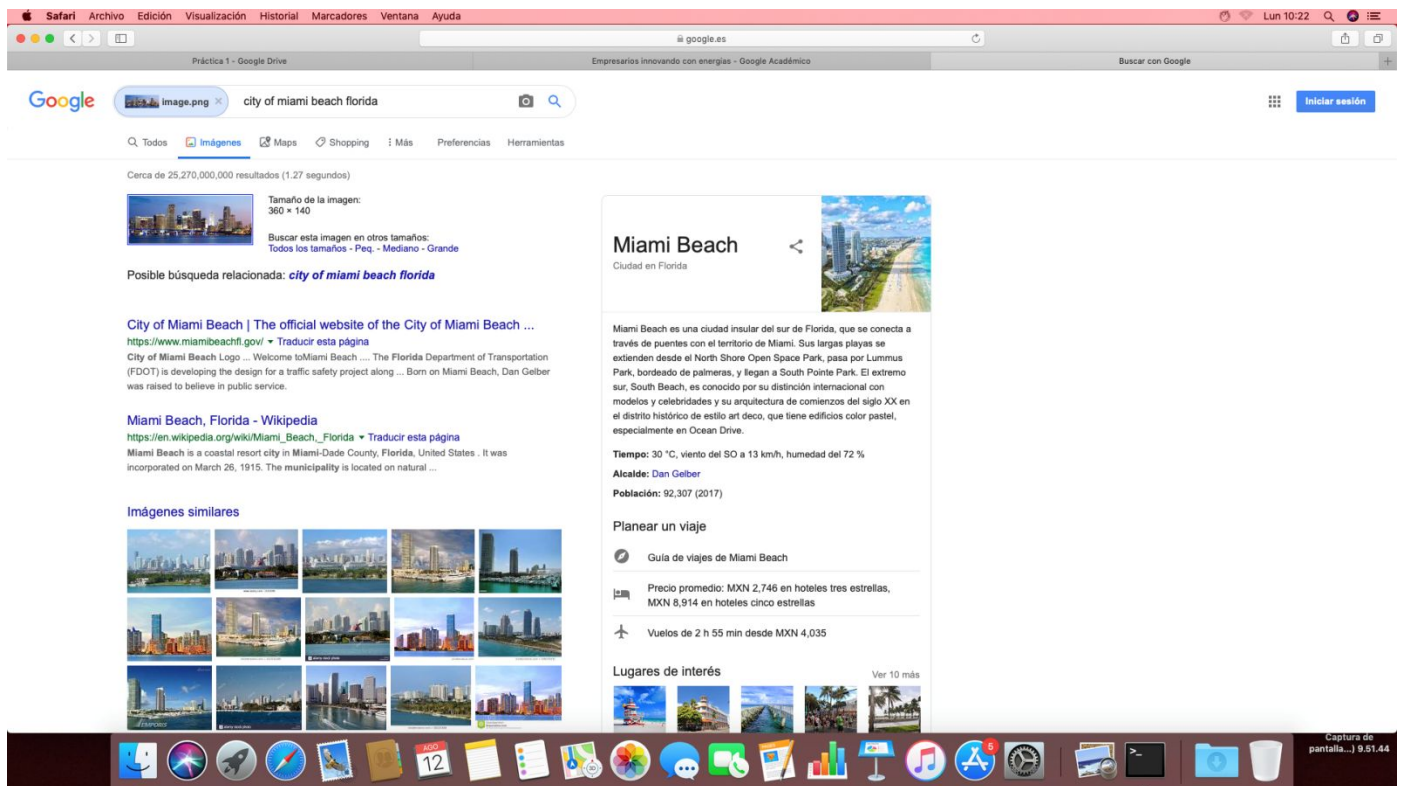 Safari Archivo Edición Visualización Historial Marcadores Ventana Ayuda Lun 10:22
google.es
Práctica 1 - Google Drive Empresarios innovando con energías - Google Académico Buscar con Google
Google image.png × city of miami beach florida Iniciar sesión
Todos Imágenes Maps Shopping Más Preferencias Herramientas
Cerca de 25,270,000,000 resultados (1.27 segundos)
Tamaño de la imagen:
360 × 140
Buscar esta imagen en otros tamaños:
Todos los tamaños - Peq. - Mediano - Grande
Posible búsqueda relacionada: city of miami beach florida
City of Miami Beach | The official website of the City of Miami Beach ...
https://www.miamibeachfl.gov/ ▾ Traducir esta página
City of Miami Beach Logo ... Welcome toMiami Beach .... The Florida Department of Transportation
(FDOT) is developing the design for a traffic safety project along ... Born on Miami Beach, Dan Gelber
was raised to believe in public service.
Miami Beach, Florida - Wikipedia
https://en.wikipedia.org/wiki/Miami_Beach,_Florida ▾ Traducir esta página
Miami Beach is a coastal resort city in Miami-Dade County, Florida, United States . It was
incorporated on March 26, 1915. The municipality is located on natural ...
Imágenes similares
Miami Beach
Ciudad en Florida
Miami Beach es una ciudad insular del sur de Florida, que se conecta a
través de puentes con el territorio de Miami. Sus largas playas se
extienden desde el North Shore Open Space Park, pasa por Lummus
Park, bordeado de palmeras, y llegan a South Pointe Park. El extremo
sur, South Beach, es conocido por su distinción internacional con
modelos y celebridades y su arquitectura de comienzos del siglo XX en
el distrito histórico de estilo art deco, que tiene edificios color pastel,
especialmente en Ocean Drive.
Tiempo: 30 °C, viento del SO a 13 km/h, humedad del 72 %
Alcalde: Dan Gelber
Población: 92,307 (2017)
Planear un viaje
Guía de viajes de Miami Beach
Precio promedio: MXN 2,746 en hoteles tres estrellas,
MXN 8,914 en hoteles cinco estrellas
Vuelos de 2 h 55 min desde MXN 4,035
Lugares de interés Ver 10 más
AGO
12
5
Captura de
pantalla...) 9.51.44